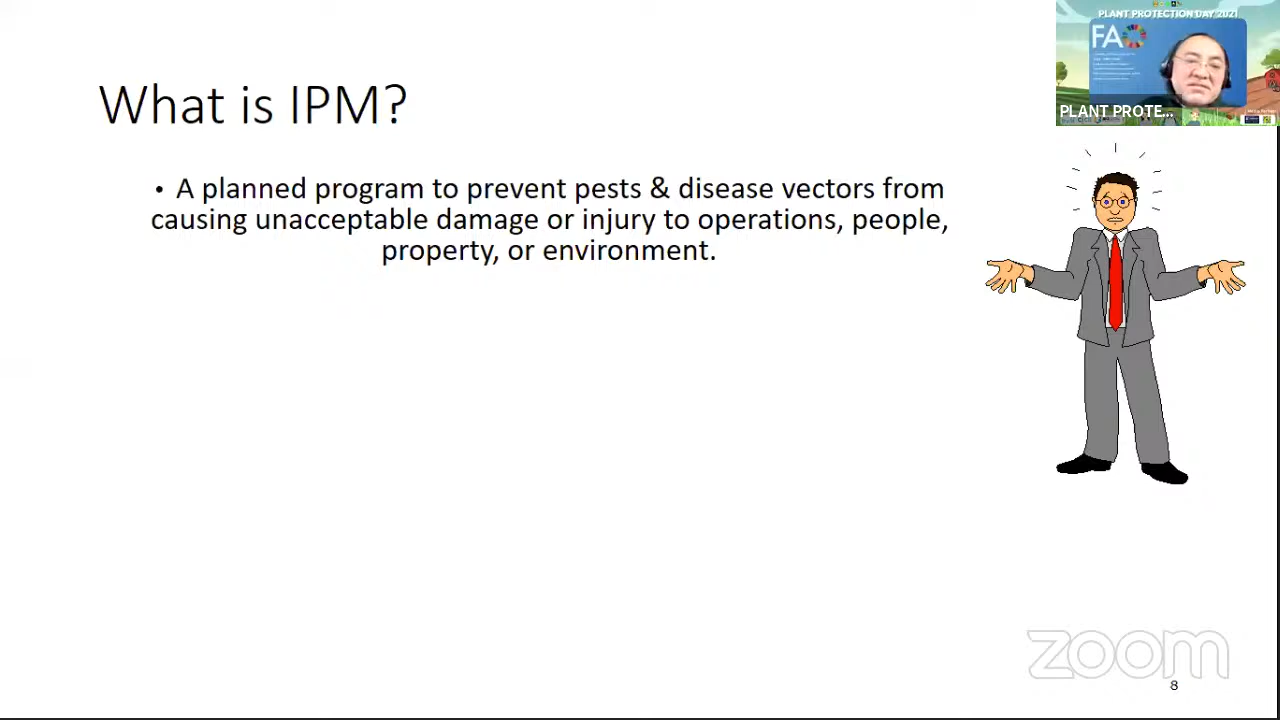 PLANT PROTECTION DAY 2021
FAO
PLANT PROTE...
What is IPM?
• A planned program to prevent pests & disease vectors from
causing unacceptable damage or injury to operations, people,
property, or environment.
zoom
8